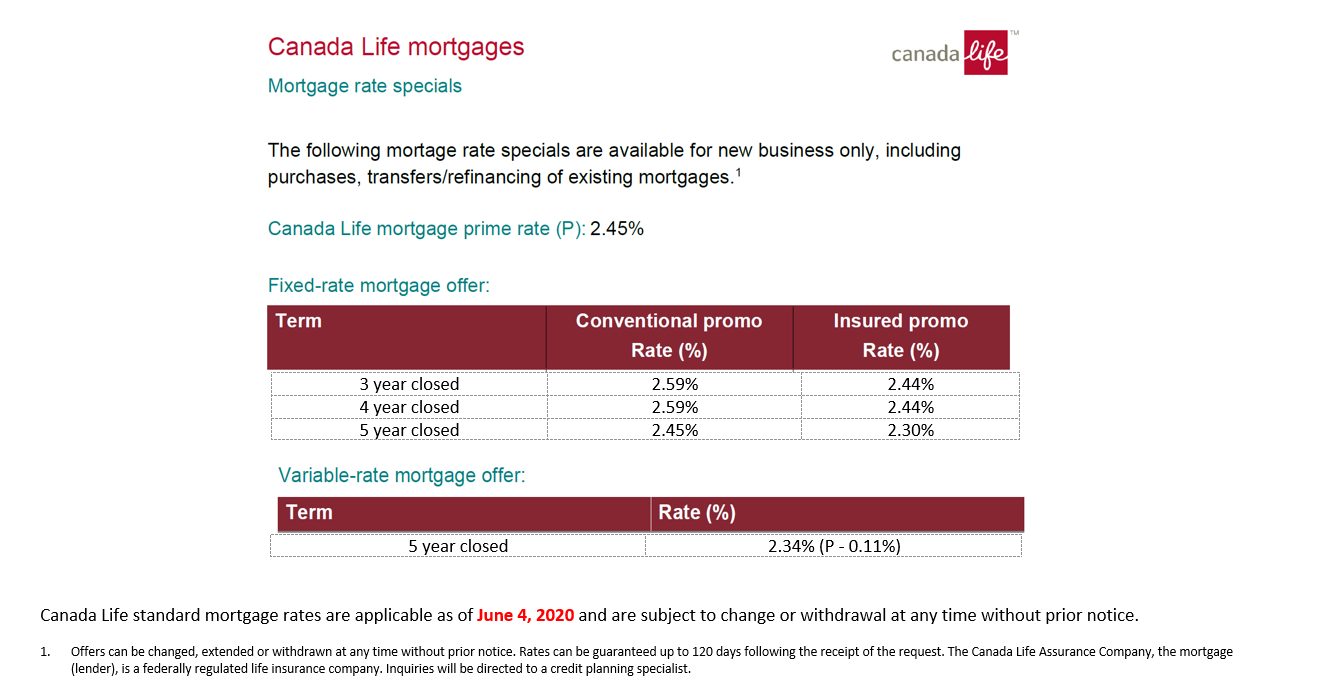 Canada Life mortgages
canada life™
Mortgage rate specials
The following mortage rate specials are available for new business only, including
purchases, transfers/refinancing of existing mortgages.1
Canada Life mortgage prime rate (P): 2.45%
Fixed-rate mortgage offer:
Term Conventional promo Insured promo
Rate (%) Rate (%)
3 year closed 2.59% 2.44%
4 year closed 2.59% 2.44%
5 year closed 2.45% 2.30%
Variable-rate mortgage offer:
Term Rate (%)
5 year closed 2.34% (P - 0.11%)
Canada Life standard mortgage rates are applicable as of June 4, 2020 and are subject to change or withdrawal at any time without prior notice.
1. Offers can be changed, extended or withdrawn at any time without prior notice. Rates can be guaranteed up to 120 days following the receipt of the request. The Canada Life Assurance Company, the mortgage
(lender), is a federally regulated life insurance company. Inquiries will be directed to a credit planning specialist.